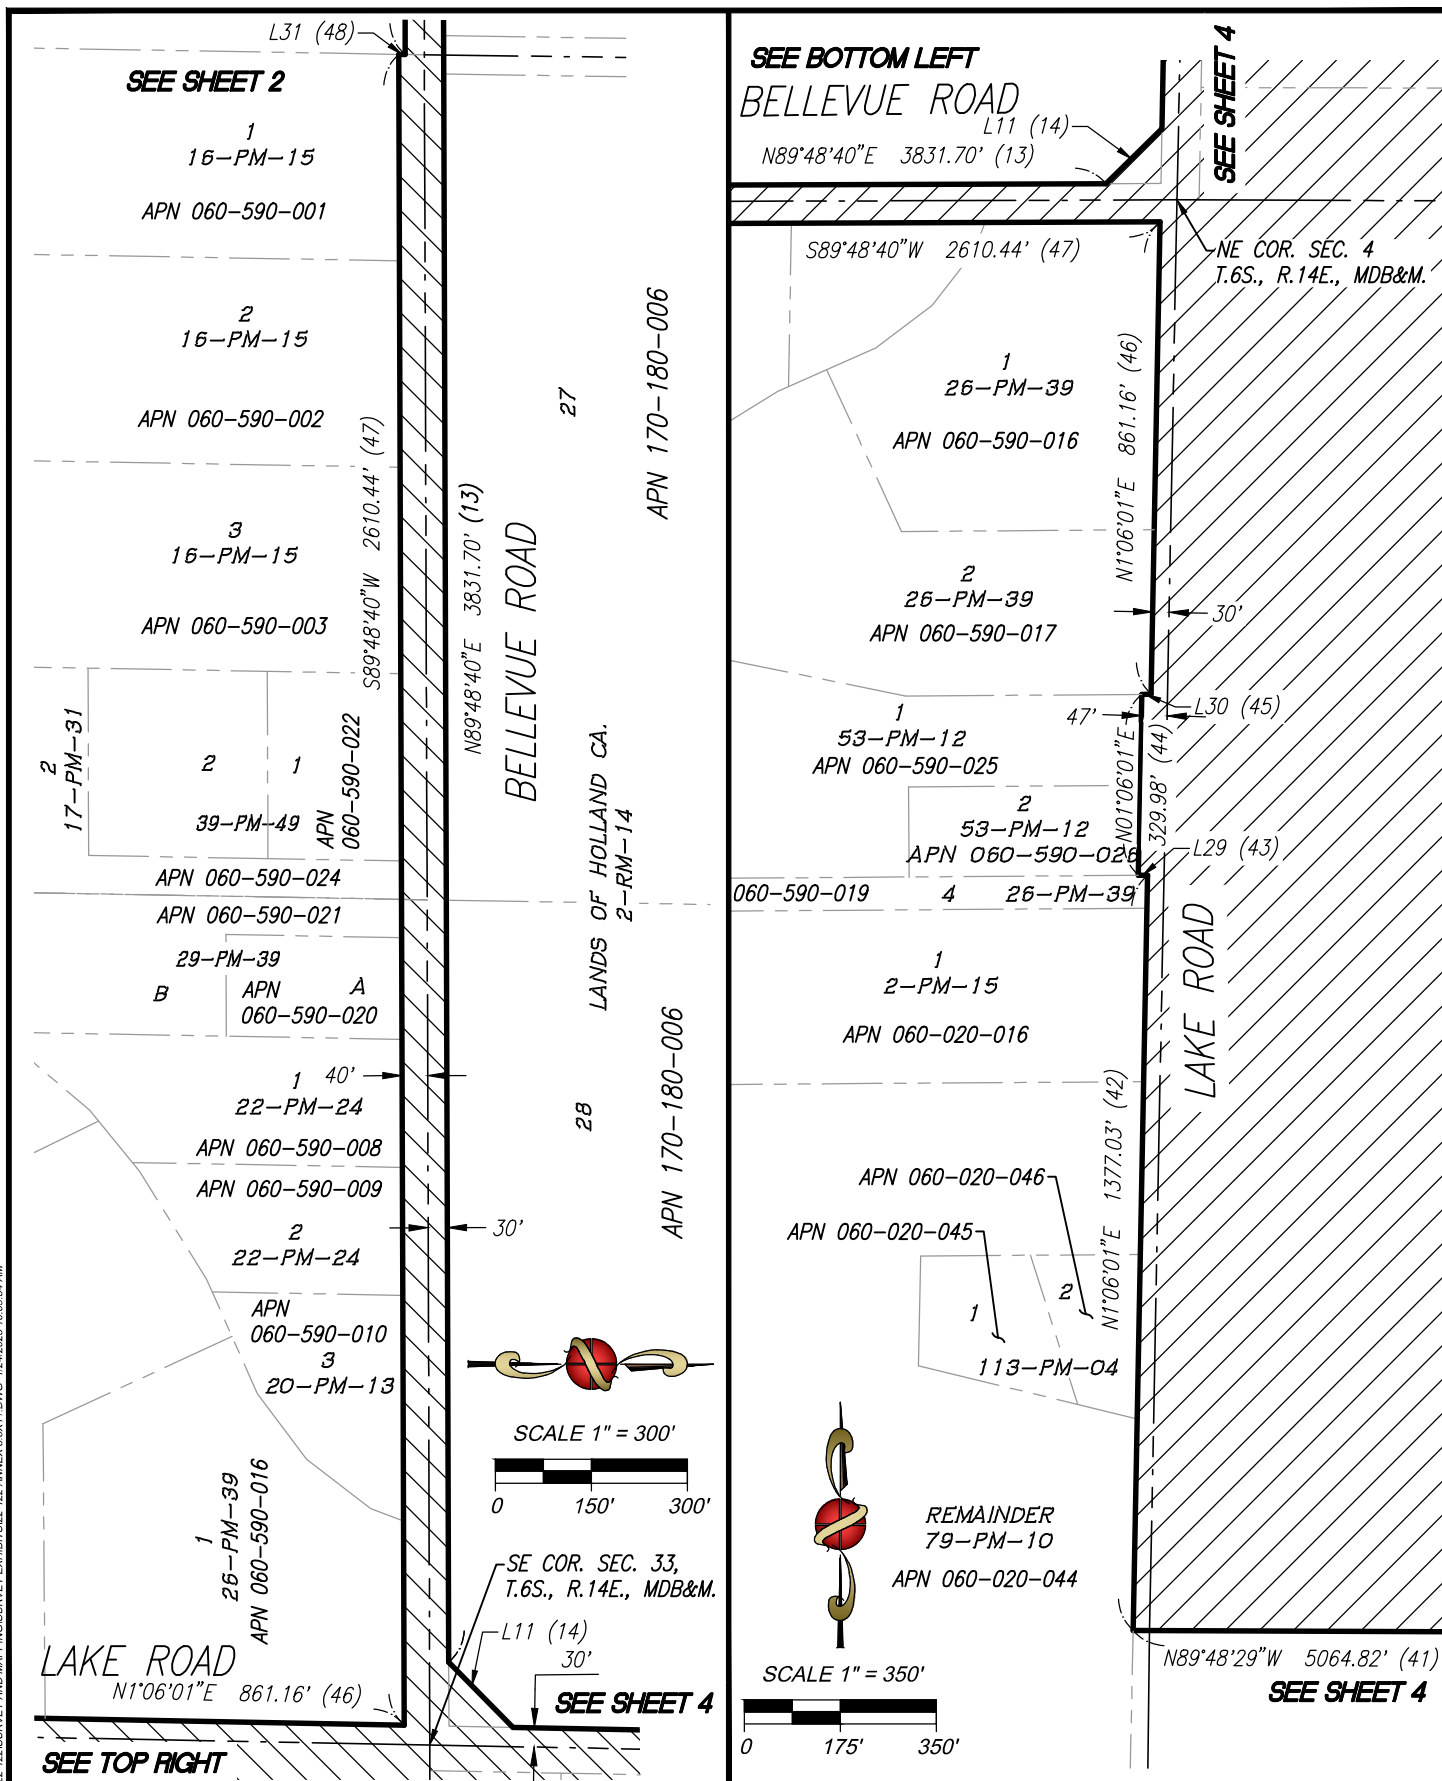 L31 (48)
SEE SHEET 2
1
16-PM-15
APN 060-590-001
2
16-PM-15
APN 060-590-002
3
16-PM-15
APN 060-590-003
S89°48'40"W 2610.44' (47)
N89°48'40"E 3831.70' (13)
BELLEVUE ROAD
27
APN 170-180-006
2
17-PM-31
2
1
39-PM-49
APN
060-590-022
APN 060-590-024
APN 060-590-021
29-PM-39
B
A
APN
060-590-020
LANDS OF HOLLAND CA.
2-RM-14
28
APN 170-180-006
1
22-PM-24
40'
APN 060-590-008
APN 060-590-009
2
22-PM-24
30'
APN
060-590-010
3
20-PM-13
1
26-PM-39
APN 060-590-016
SCALE 1" = 300'
0 150' 300'
SE COR. SEC. 33,
T.6S., R.14E., MDB&M.
L11 (14)
30'
LAKE ROAD
N1°06'01"E 861.16' (46)
SEE SHEET 4
SEE TOP RIGHT
SEE BOTTOM LEFT
BELLEVUE ROAD
L11 (14)
N89°48'40"E 3831.70' (13)
SEE SHEET 4
S89°48'40"W 2610.44' (47)
NE COR. SEC. 4
T.6S., R.14E., MDB&M.
1
26-PM-39
APN 060-590-016
N1°06'01"E 861.16' (46)
2
26-PM-39
APN 060-590-017
30'
L30 (45)
47'
1
53-PM-12
APN 060-590-025
N01°06'01"E
329.98' (44)
2
53-PM-12
APN 060-590-026
L29 (43)
060-590-019 4 26-PM-39
LAKE ROAD
1
2-PM-15
APN 060-020-016
N1°06'01"E 1377.03' (42)
APN 060-020-046
APN 060-020-045
1
2
113-PM-04
REMAINDER
79-PM-10
APN 060-020-044
SCALE 1" = 350'
0 175' 350'
N89°48'29"W 5064.82' (41)
SEE SHEET 4